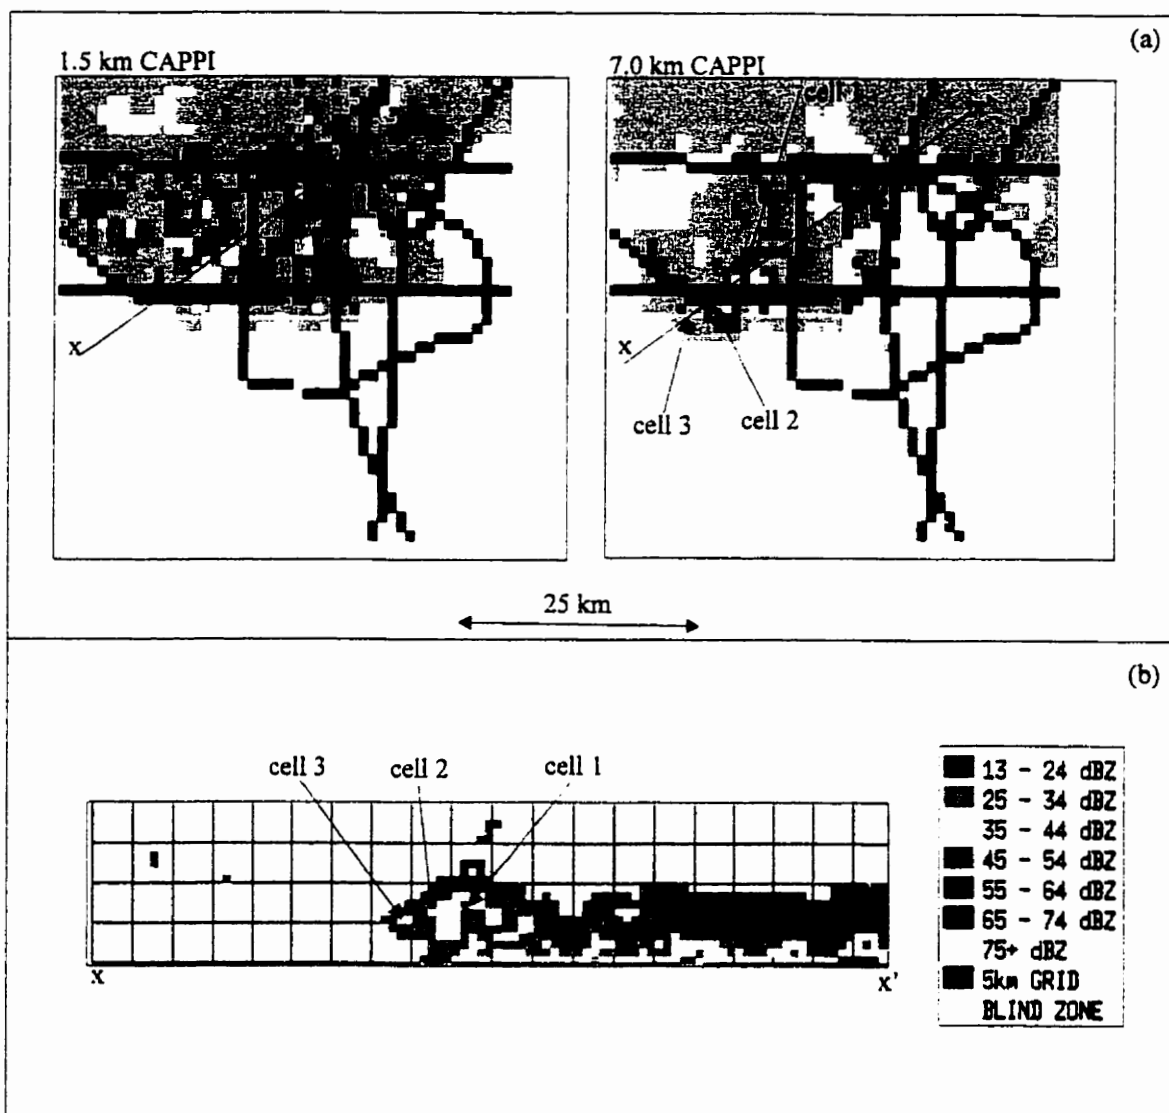 (a)
1.5 km CAPPI
7.0 km CAPPI
x
x
cell 3
cell 2
25 km
(b)
cell 3
cell 2
cell 1
x
x'
13 - 24 dBZ
25 - 34 dBZ
35 - 44 dBZ
45 - 54 dBZ
55 - 64 dBZ
65 - 74 dBZ
75+ dBZ
5km GRID
BLIND ZONE